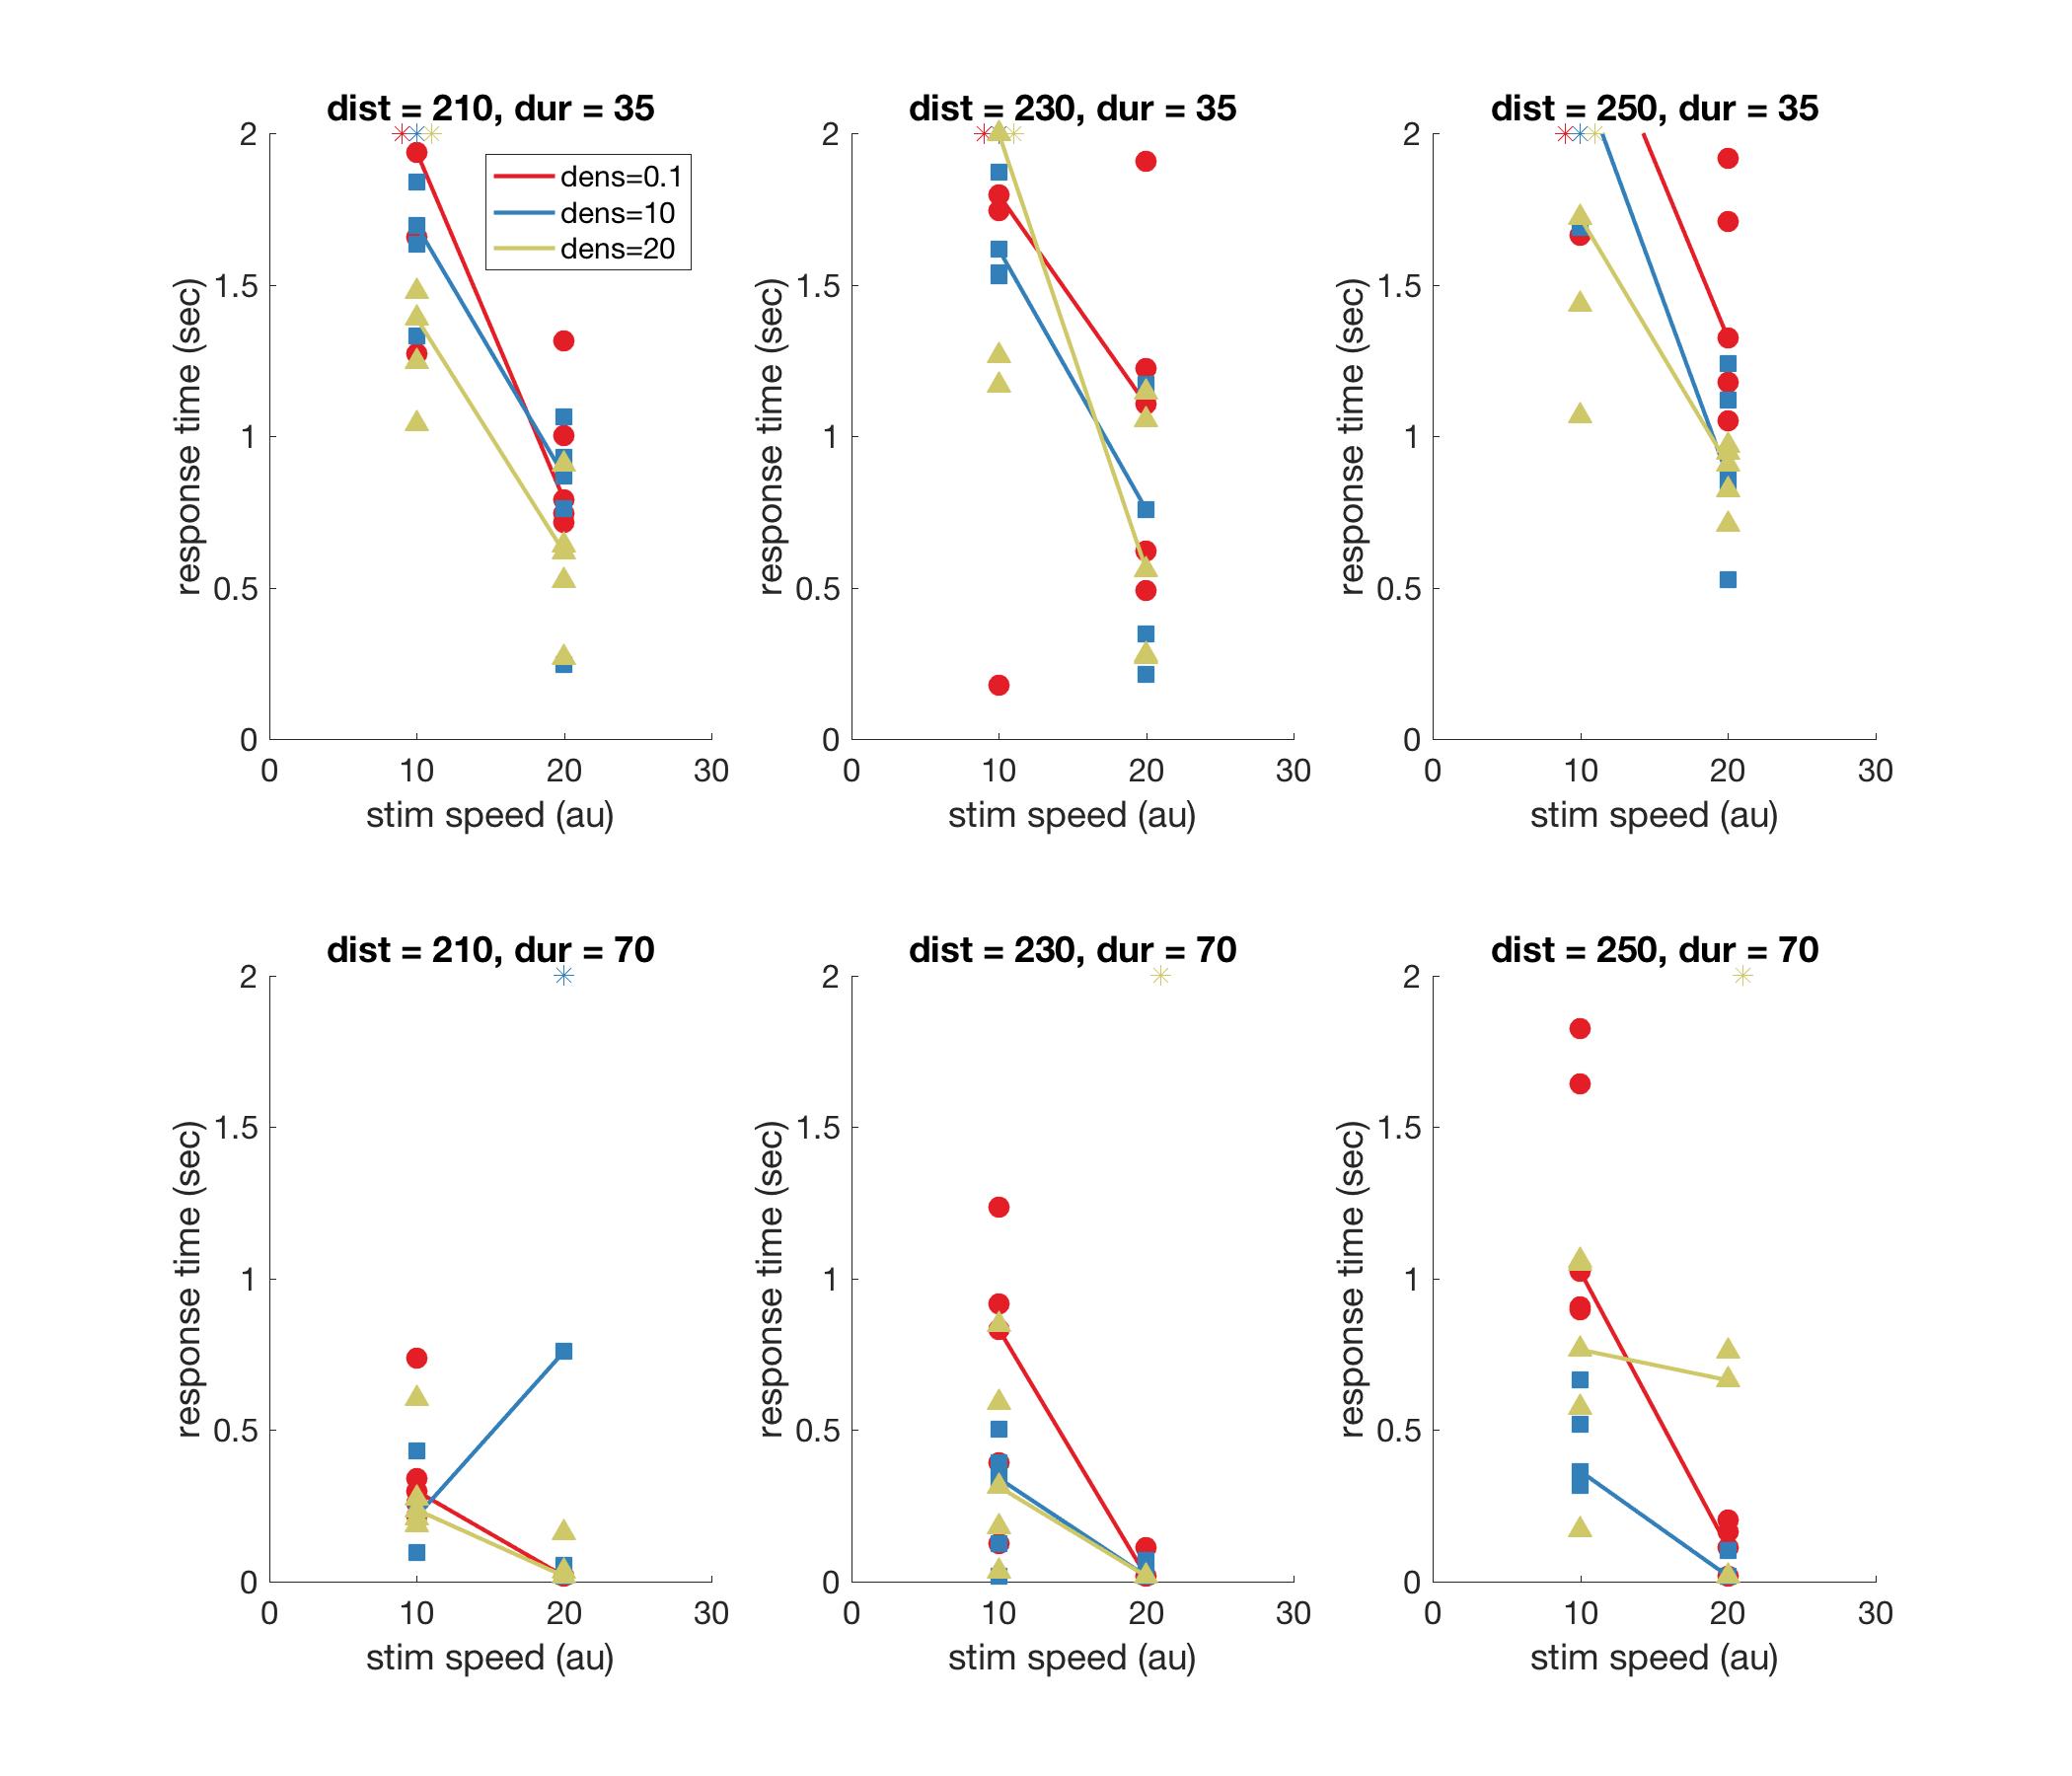 dist = 210, dur = 35
dist = 230, dur = 35
dist = 250, dur = 35
dens=0.1
dens=10
dens=20
response time (sec)
2
1.5
1
0.5
0
0 10 20 30
stim speed (au)
response time (sec)
2
1.5
1
0.5
0
0 10 20 30
stim speed (au)
response time (sec)
2
1.5
1
0.5
0
0 10 20 30
stim speed (au)
dist = 210, dur = 70
dist = 230, dur = 70
dist = 250, dur = 70
response time (sec)
2
1.5
1
0.5
0
0 10 20 30
stim speed (au)
response time (sec)
2
1.5
1
0.5
0
0 10 20 30
stim speed (au)
response time (sec)
2
1.5
1
0.5
0
0 10 20 30
stim speed (au)